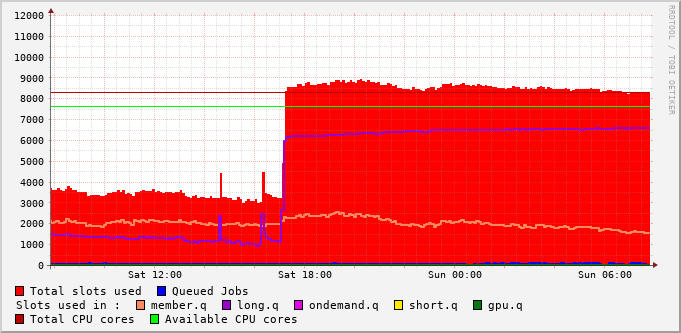 RRDTOOL / TOBI OETIKER
12000
11000
10000
9000
8000
7000
6000
5000
4000
3000
2000
1000
0
Sat 12:00 Sat 18:00 Sun 00:00 Sun 06:00
Total slots used Queued Jobs
Slots used in : member.q long.q ondemand.q short.q gpu.q
Total CPU cores Available CPU cores